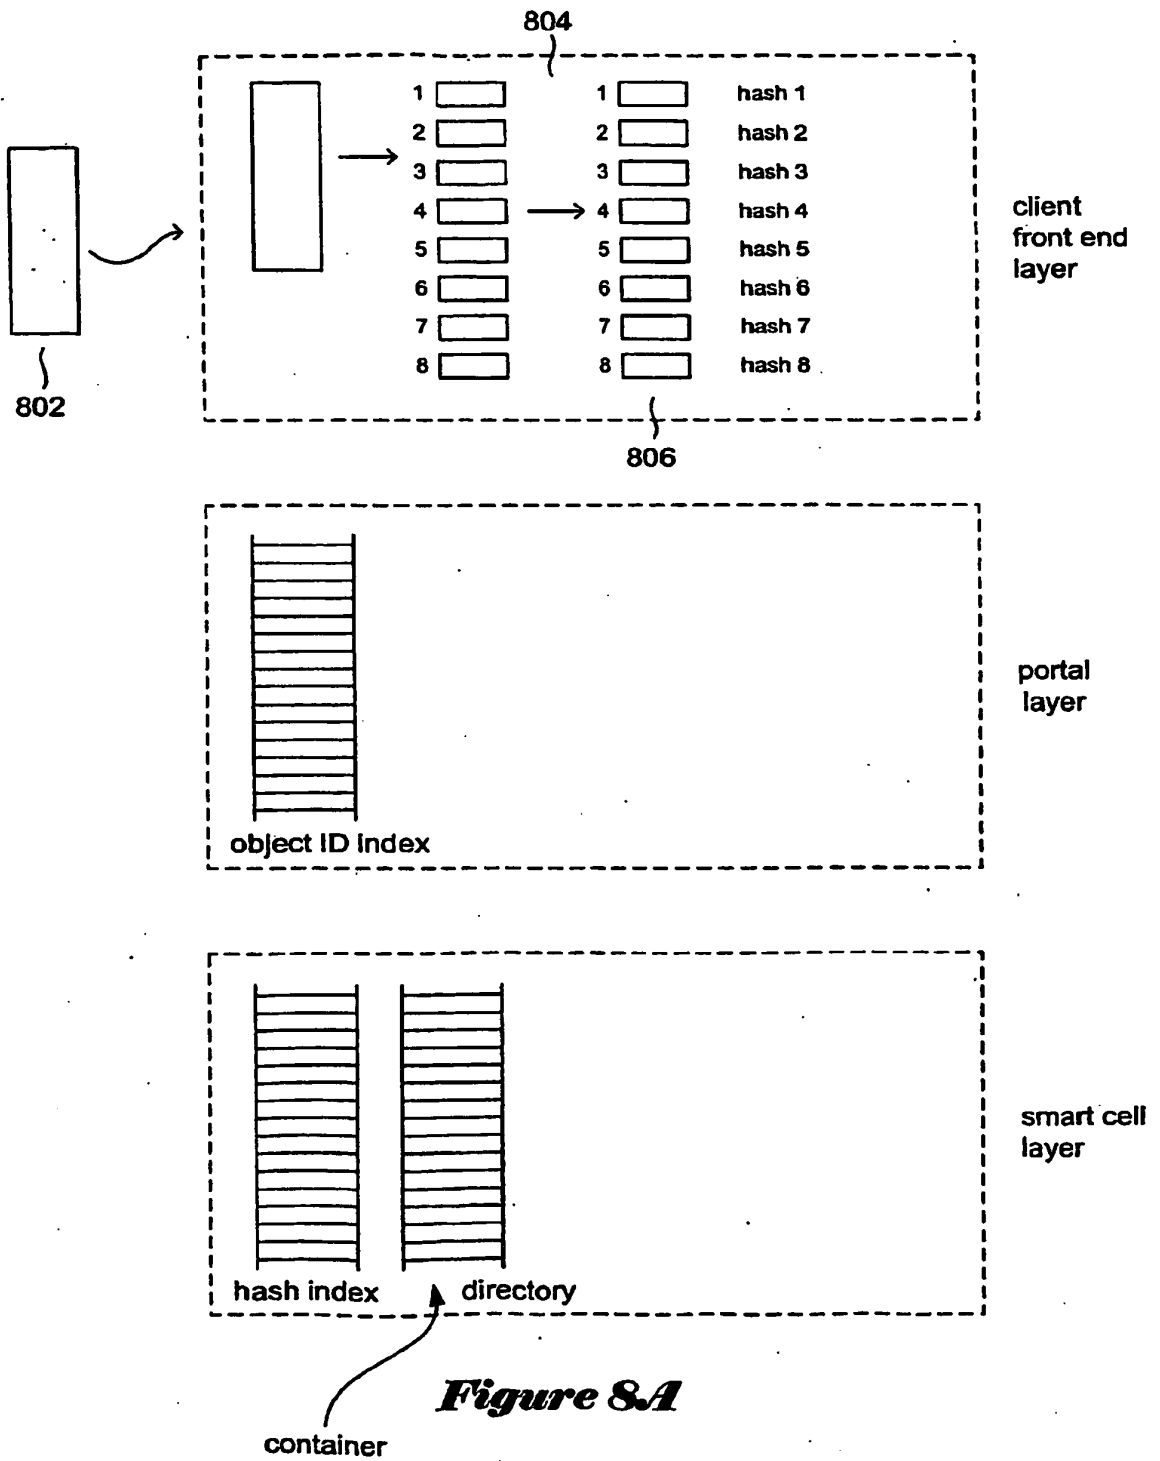 804
1 1 hash 1
2 2 hash 2
3 3 hash 3
4 4 hash 4
5 5 hash 5
6 6 hash 6
7 7 hash 7
8 8 hash 8
client
front end
layer
802
806
portal
layer
object ID index
smart cell
layer
hash index
directory
Figure 8A
container